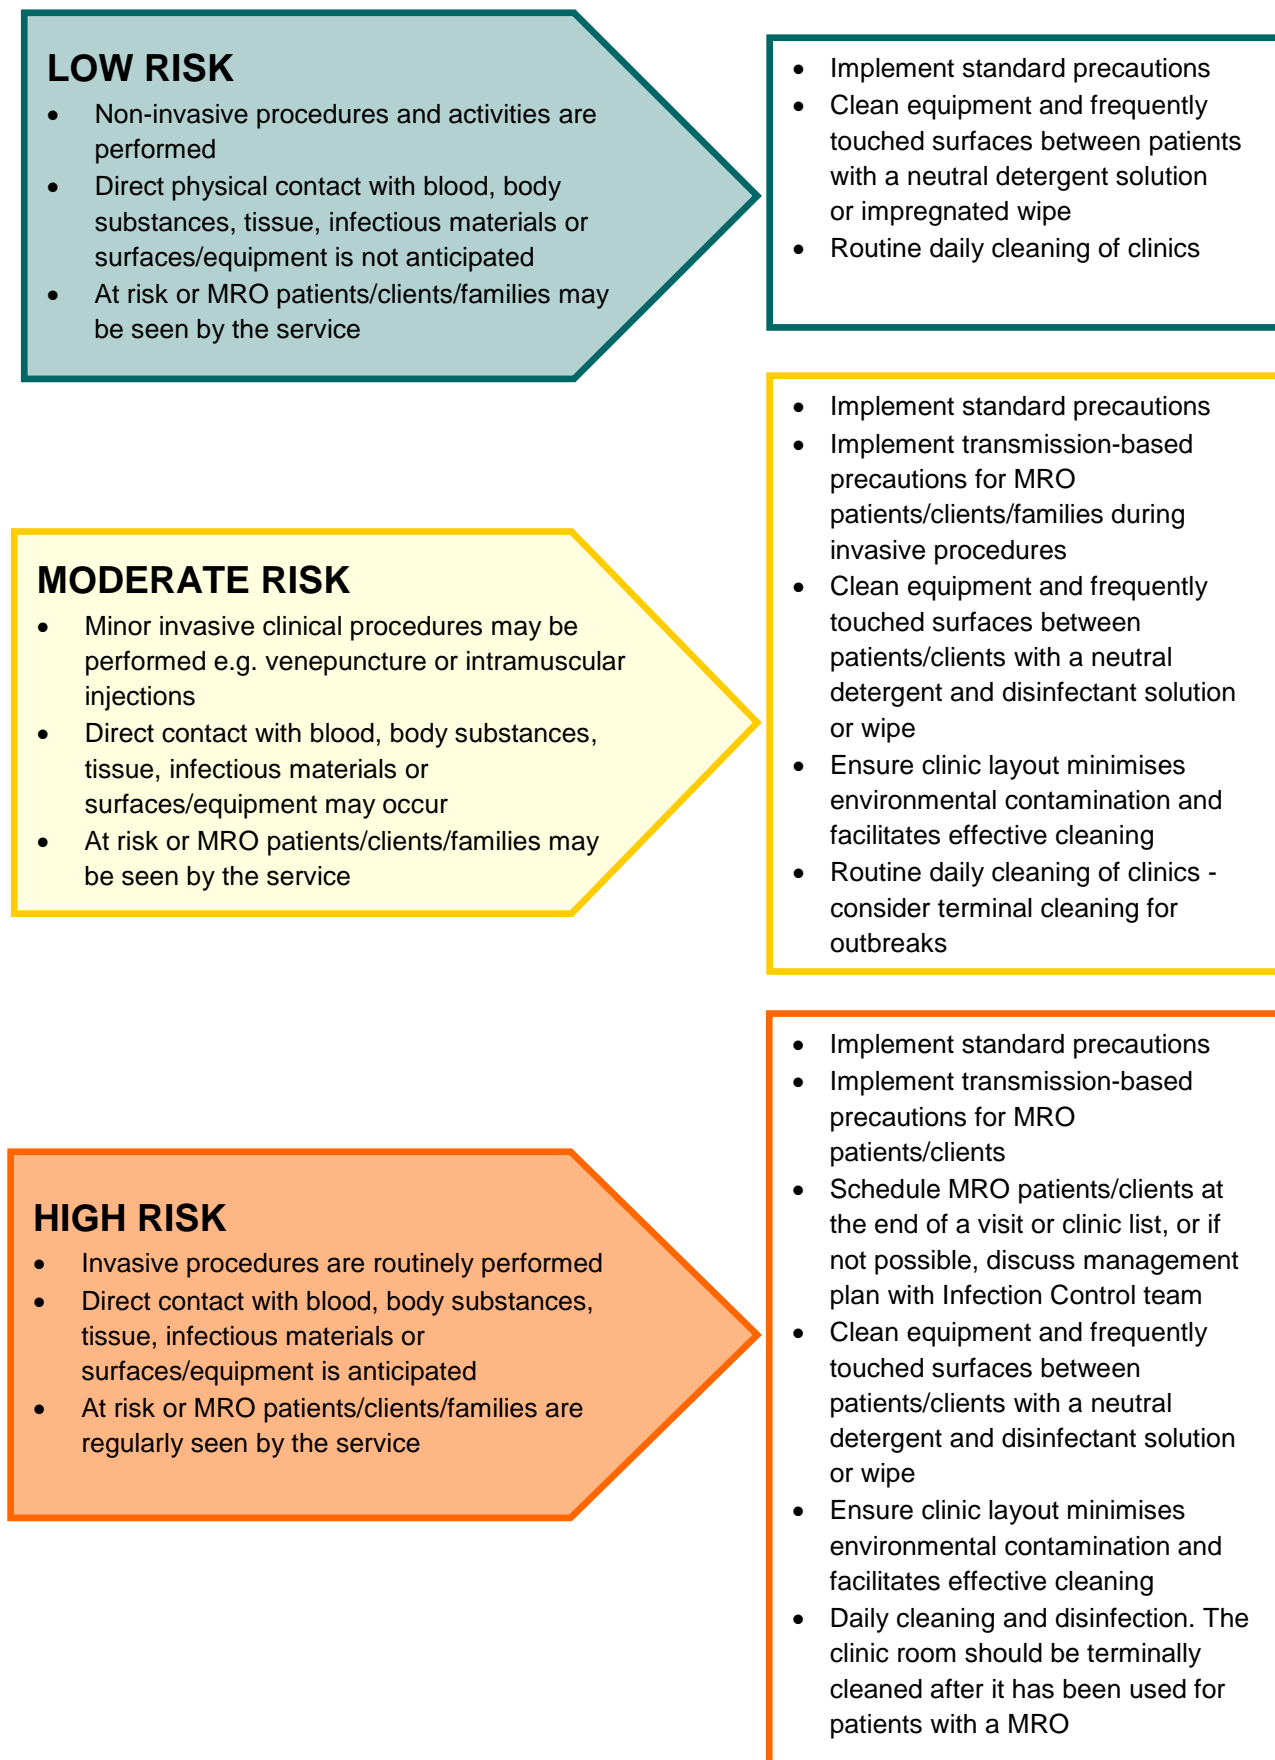 LOW RISK
• Non-invasive procedures and activities are
performed
• Direct physical contact with blood, body
substances, tissue, infectious materials or
surfaces/equipment is not anticipated
• At risk or MRO patients/clients/families may
be seen by the service
• Implement standard precautions
• Clean equipment and frequently
touched surfaces between patients
with a neutral detergent solution
or impregnated wipe
• Routine daily cleaning of clinics
MODERATE RISK
• Minor invasive clinical procedures may be
performed e.g. venepuncture or intramuscular
injections
• Direct contact with blood, body substances,
tissue, infectious materials or
surfaces/equipment may occur
• At risk or MRO patients/clients/families may
be seen by the service
• Implement standard precautions
• Implement transmission-based
precautions for MRO
patients/clients/families during
invasive procedures
• Clean equipment and frequently
touched surfaces between
patients/clients with a neutral
detergent and disinfectant solution
or wipe
• Ensure clinic layout minimises
environmental contamination and
facilitates effective cleaning
• Routine daily cleaning of clinics -
consider terminal cleaning for
outbreaks
HIGH RISK
• Invasive procedures are routinely performed
• Direct contact with blood, body substances,
tissue, infectious materials or
surfaces/equipment is anticipated
• At risk or MRO patients/clients/families are
regularly seen by the service
• Implement standard precautions
• Implement transmission-based
precautions for MRO
patients/clients
• Schedule MRO patients/clients at
the end of a visit or clinic list, or if
not possible, discuss management
plan with Infection Control team
• Clean equipment and frequently
touched surfaces between
patients/clients with a neutral
detergent and disinfectant solution
or wipe
• Ensure clinic layout minimises
environmental contamination and
facilitates effective cleaning
• Daily cleaning and disinfection. The
clinic room should be terminally
cleaned after it has been used for
patients with a MRO